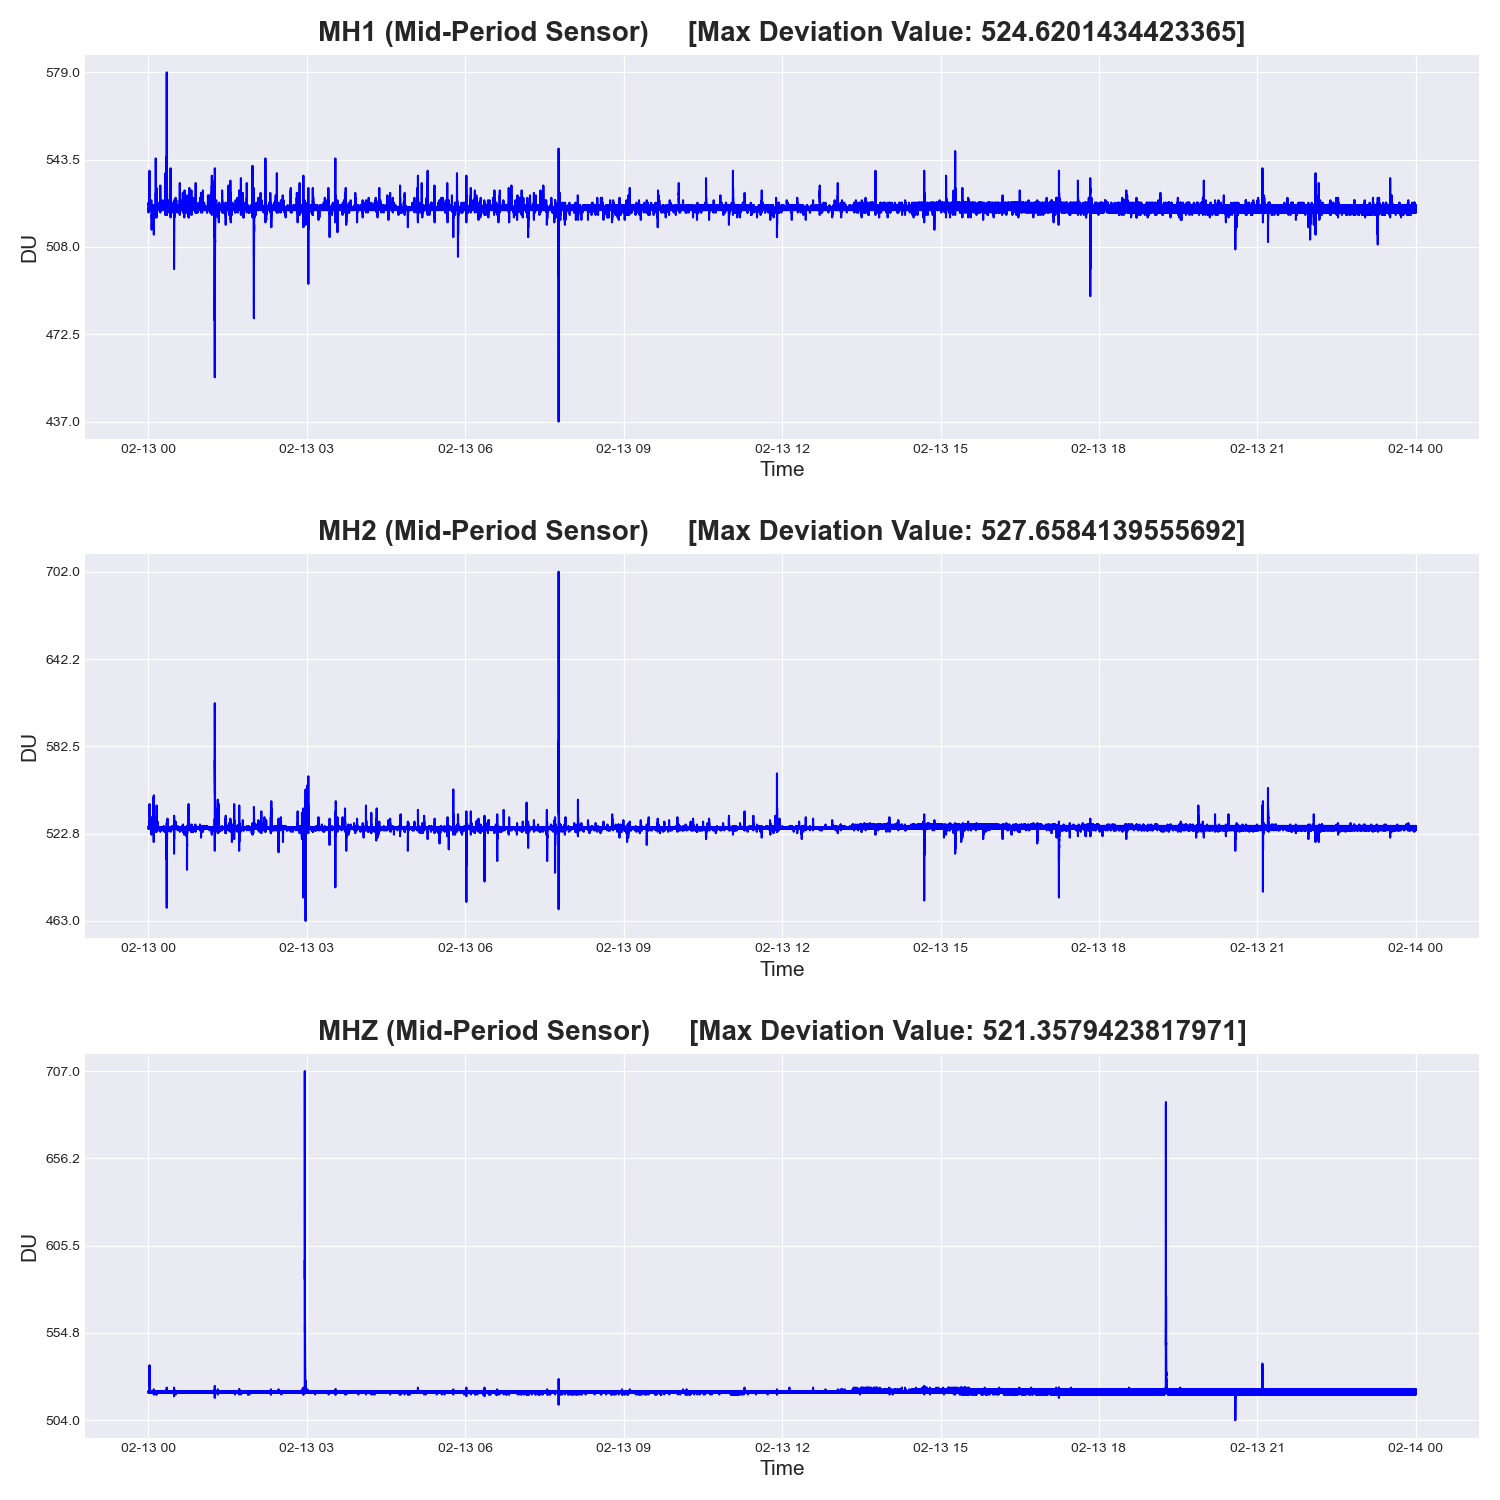 MH1 (Mid-Period Sensor) [Max Deviation Value: 524.6201434423365]
579.0
543.5
508.0
472.5
437.0
DU
02-13 00 02-13 03 02-13 06 02-13 09 02-13 12 02-13 15 02-13 18 02-13 21 02-14 00
Time
MH2 (Mid-Period Sensor) [Max Deviation Value: 527.6584139555692]
702.0
642.2
582.5
522.8
463.0
DU
02-13 00 02-13 03 02-13 06 02-13 09 02-13 12 02-13 15 02-13 18 02-13 21 02-14 00
Time
MHZ (Mid-Period Sensor) [Max Deviation Value: 521.3579423817971]
707.0
656.2
605.5
554.8
504.0
DU
02-13 00 02-13 03 02-13 06 02-13 09 02-13 12 02-13 15 02-13 18 02-13 21 02-14 00
Time